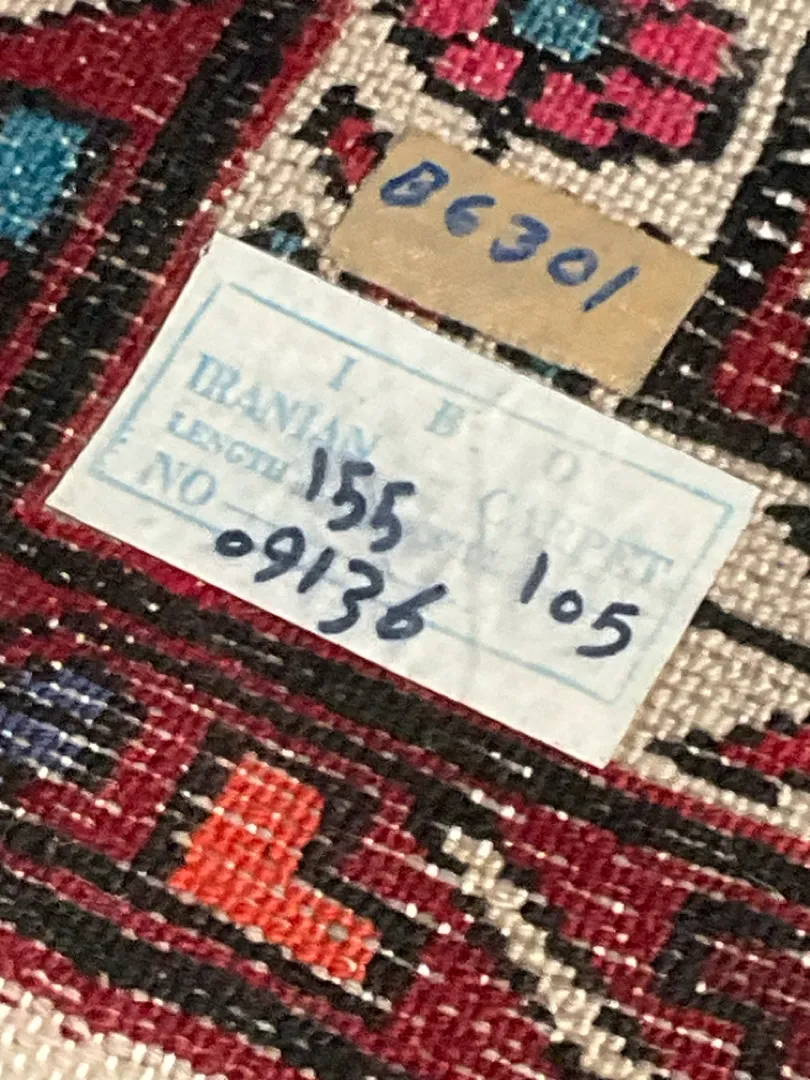 B6301
I B O
IRANIAN CARPET
LENGTH 155 105
NO 09136